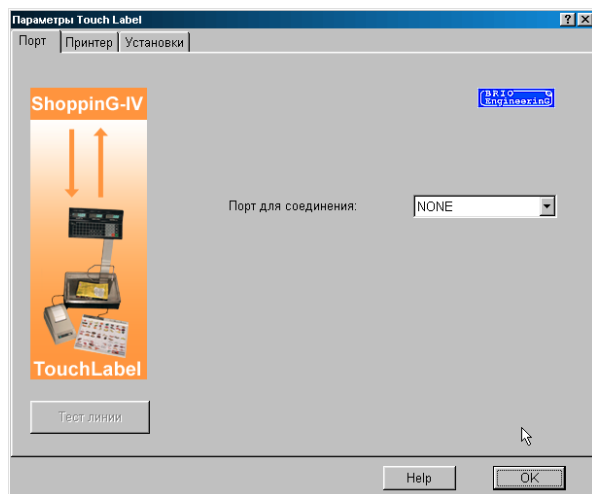 Параметры Touch Label
Порт Принтер Установки
ShoppinG-IV
BRIO
EngineerinG
Порт для соединения: NONE
TouchLabel
Тест линии
Help OK